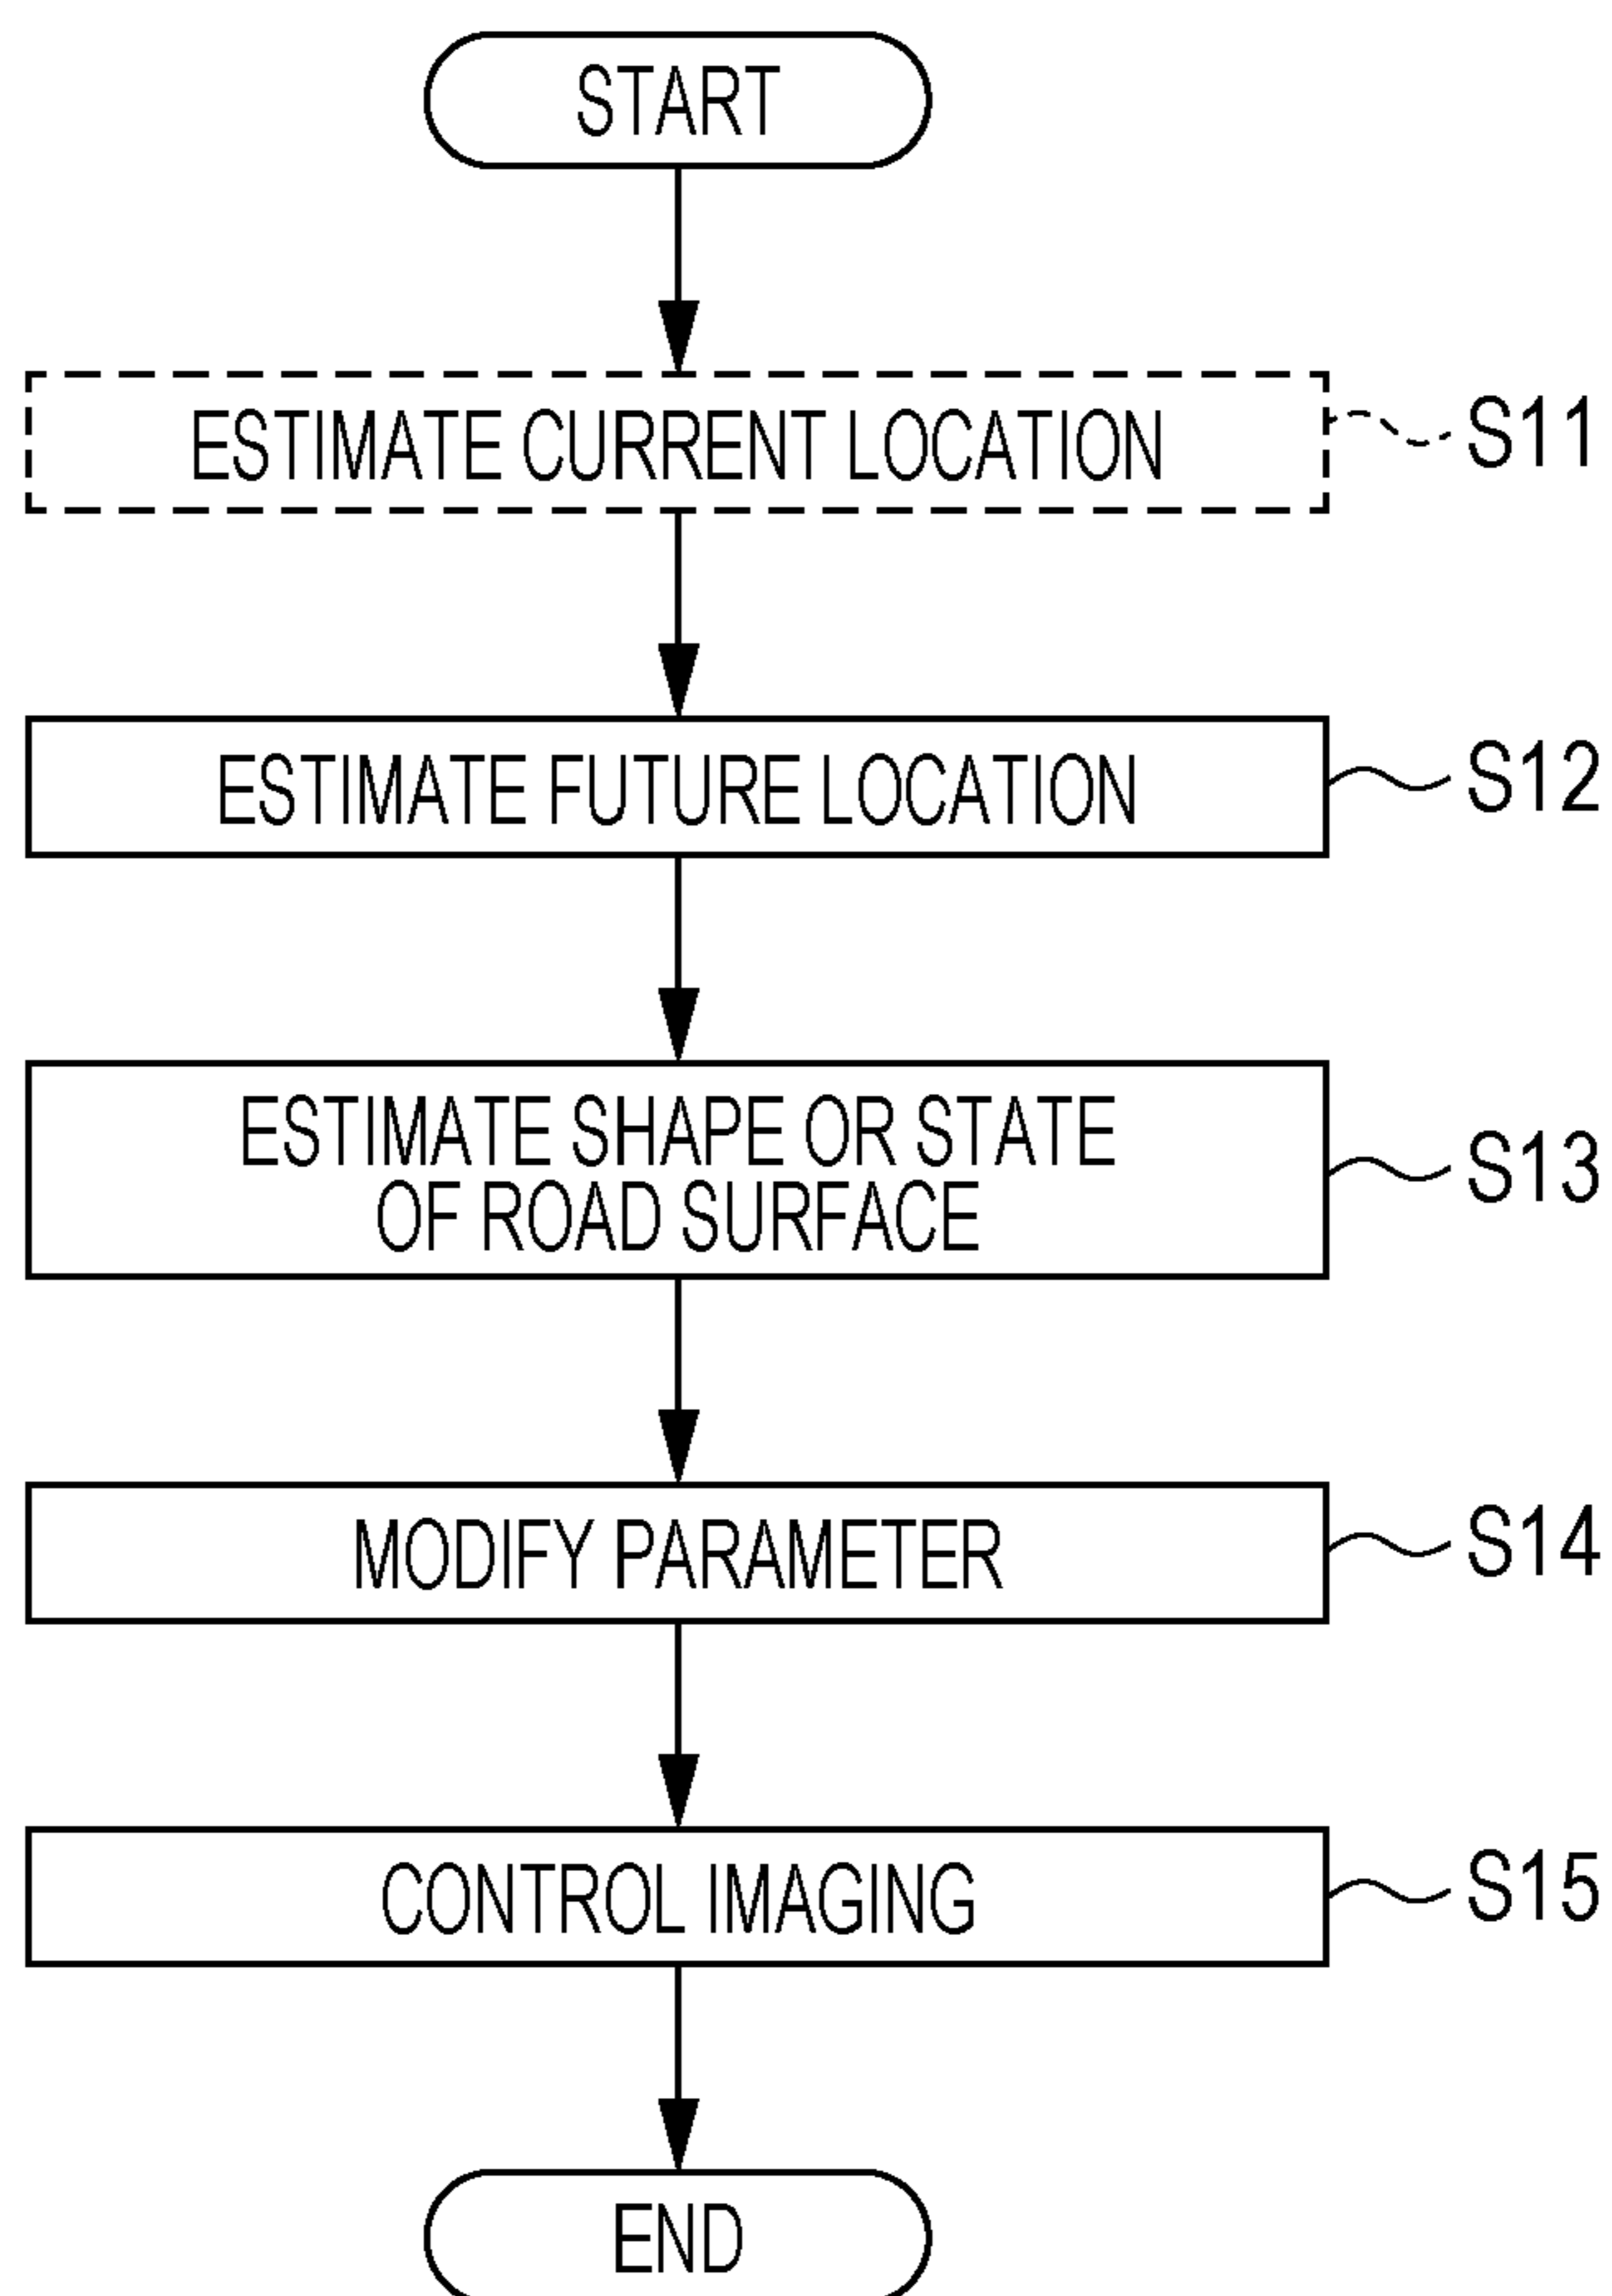 START
ESTIMATE CURRENT LOCATION
S11
ESTIMATE FUTURE LOCATION
S12
ESTIMATE SHAPE OR STATE
OF ROAD SURFACE
S13
MODIFY PARAMETER
S14
CONTROL IMAGING
S15
END